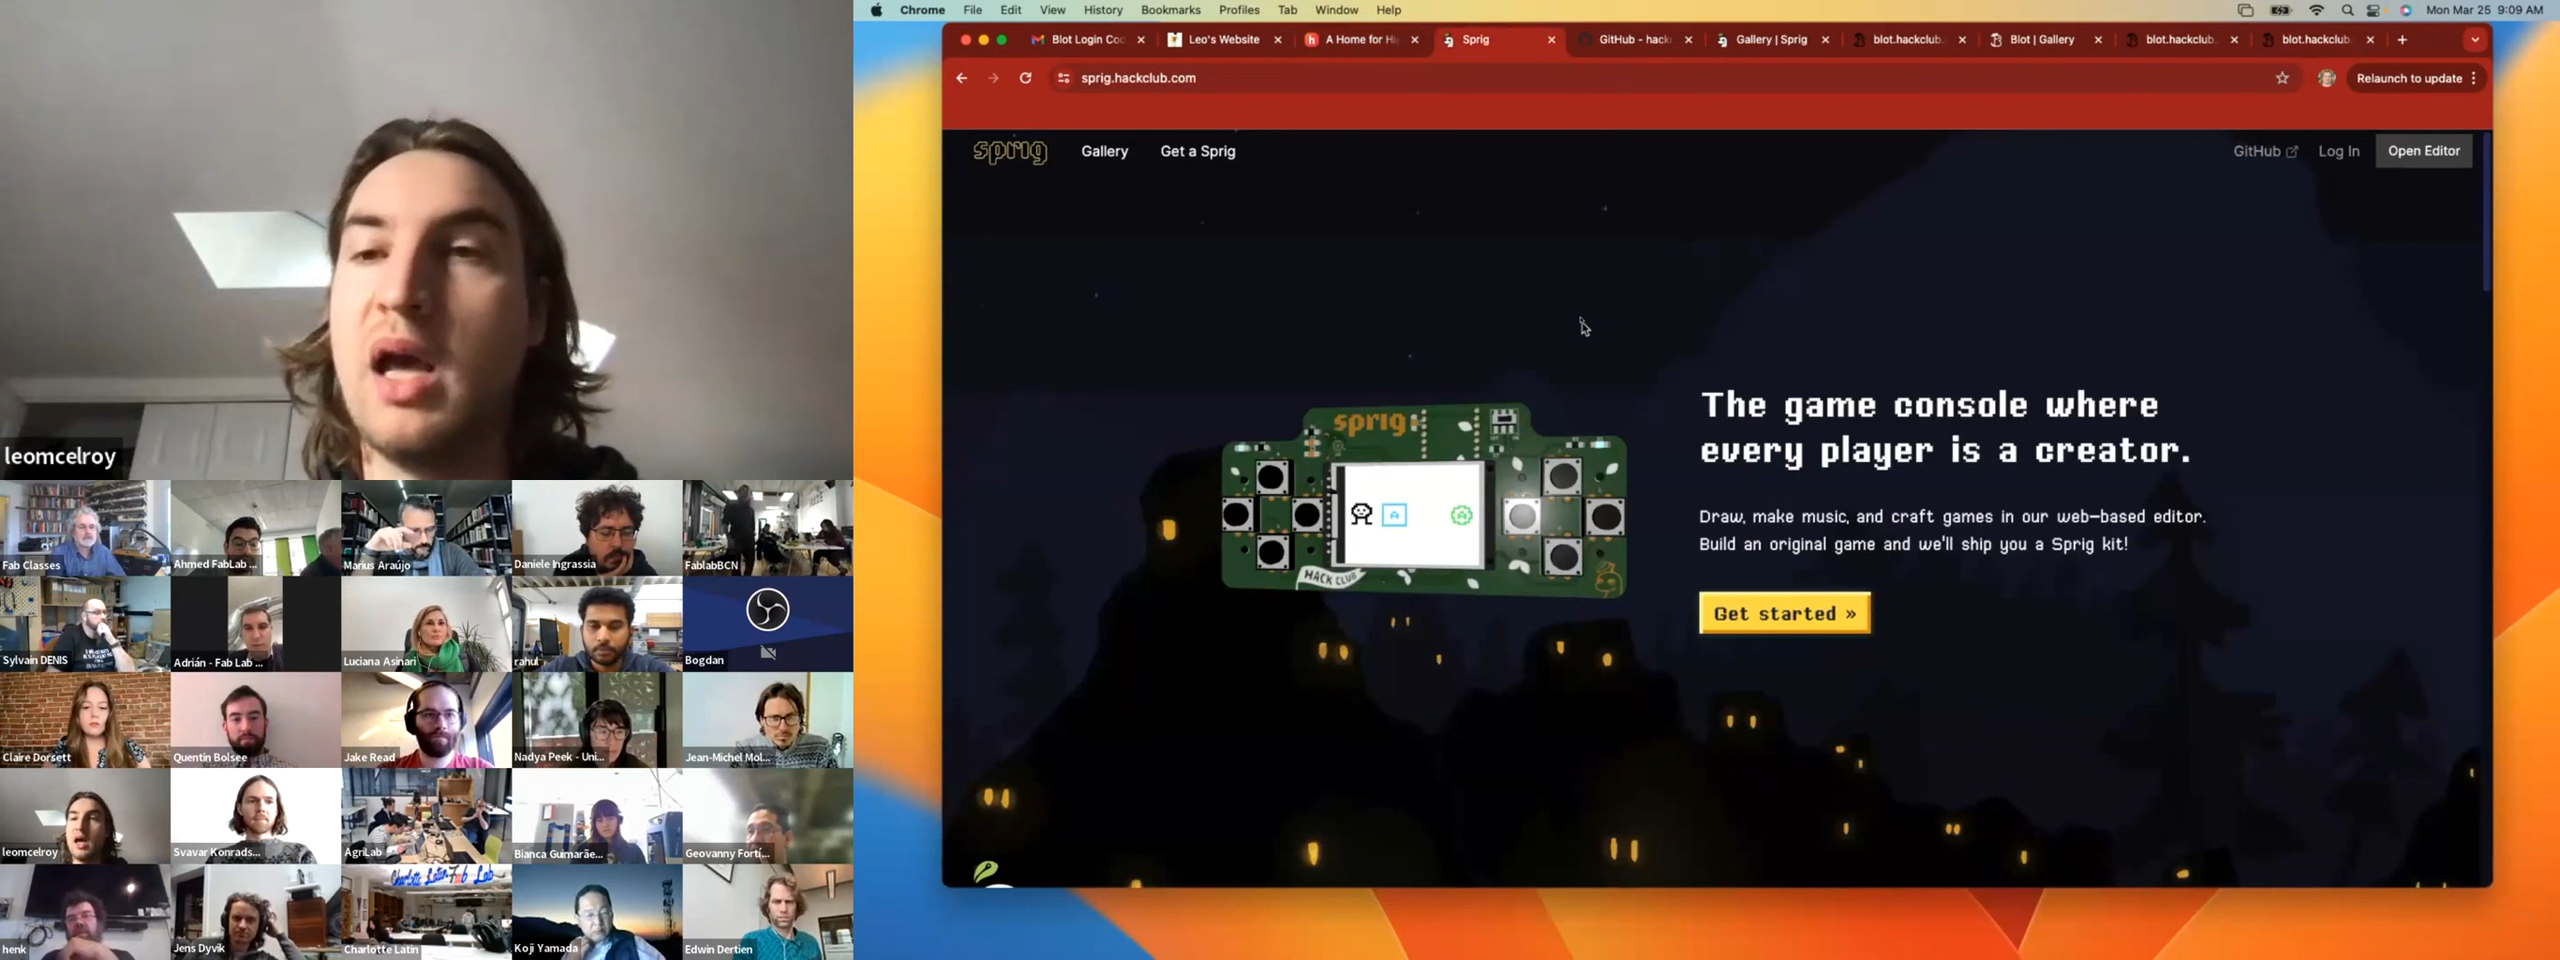 leomcelroy
Fab Classes
Ahmed FabLab ...
Marius Araújo
Daniele Ingrassia
FablabBCN
Sylvain DENIS
Adrián - Fab Lab ...
Luciana Asinari
rahul
Bogdan
Claire Dorsett
Quentin Bolsee
Jake Read
Nadya Peek - Uni...
Jean-Michel Mol...
leomcelroy
Svavar Konrads...
AgriLab
Bianca Guimarãe...
Geovanny Fortí...
Charlotte Latin Fab Lab
henk
Jens Dyvik
Charlotte Latin
Koji Yamada
Edwin Dertien
Chrome File Edit View History Bookmarks Profiles Tab Window Help
Mon Mar 25 9:09 AM
Blot Login Coc
Leo's Website
A Home for Hi
Sprig
GitHub - hack
Gallery | Sprig
blot.hackclub.
Blot | Gallery
blot.hackclub.
blot.hackclub.
sprig.hackclub.com
Relaunch to update
sprig
Gallery
Get a Sprig
GitHub
Log In
Open Editor
sprig
HACK CLUB
The game console where
every player is a creator.
Draw, make music, and craft games in our web-based editor.
Build an original game and we'll ship you a Sprig kit!
Get started »